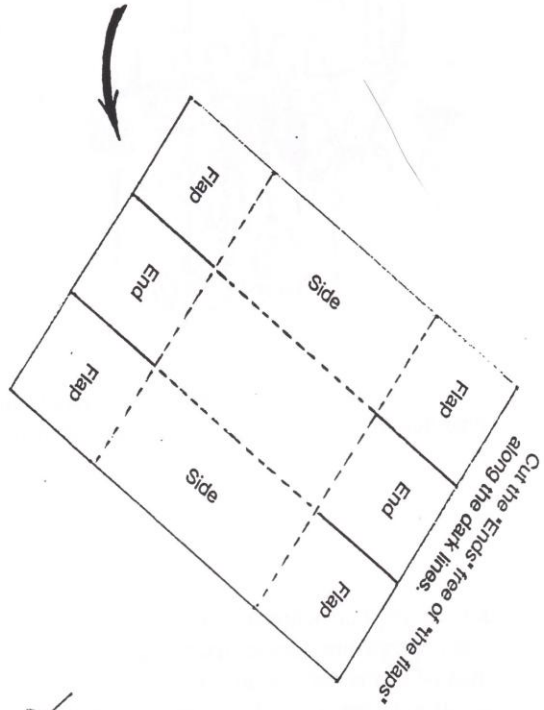 Flap
Side
Flap
End
End
Flap
Side
Flap
Cut the "Ends" free of "the flaps"
along the dark lines.